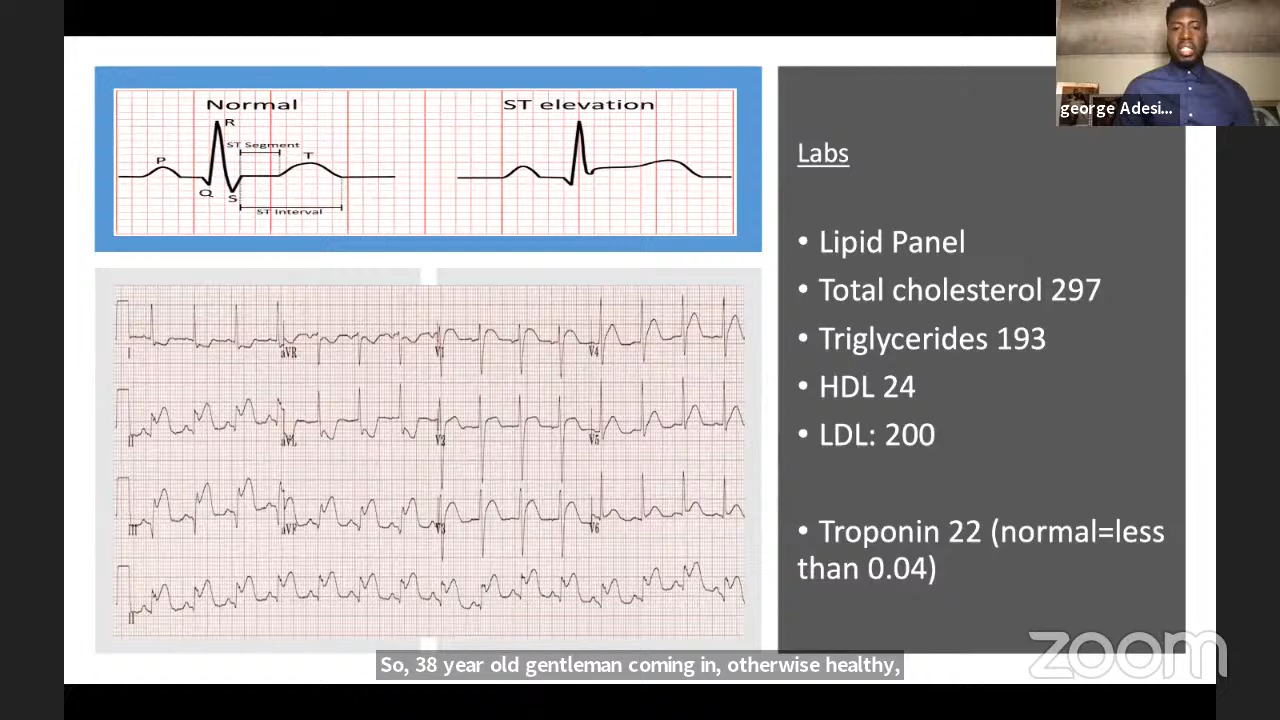 george Adesi...
Normal
R
ST Segment
P
T
Q
S
ST Interval
ST elevation
I
aVR
V1
V4
II
aVL
V2
V5
III
aVF
V3
V6
II
Labs
• Lipid Panel
• Total cholesterol 297
• Triglycerides 193
• HDL 24
• LDL: 200
• Troponin 22 (normal=less
than 0.04)
zoom
So, 38 year old gentleman coming in, otherwise healthy,